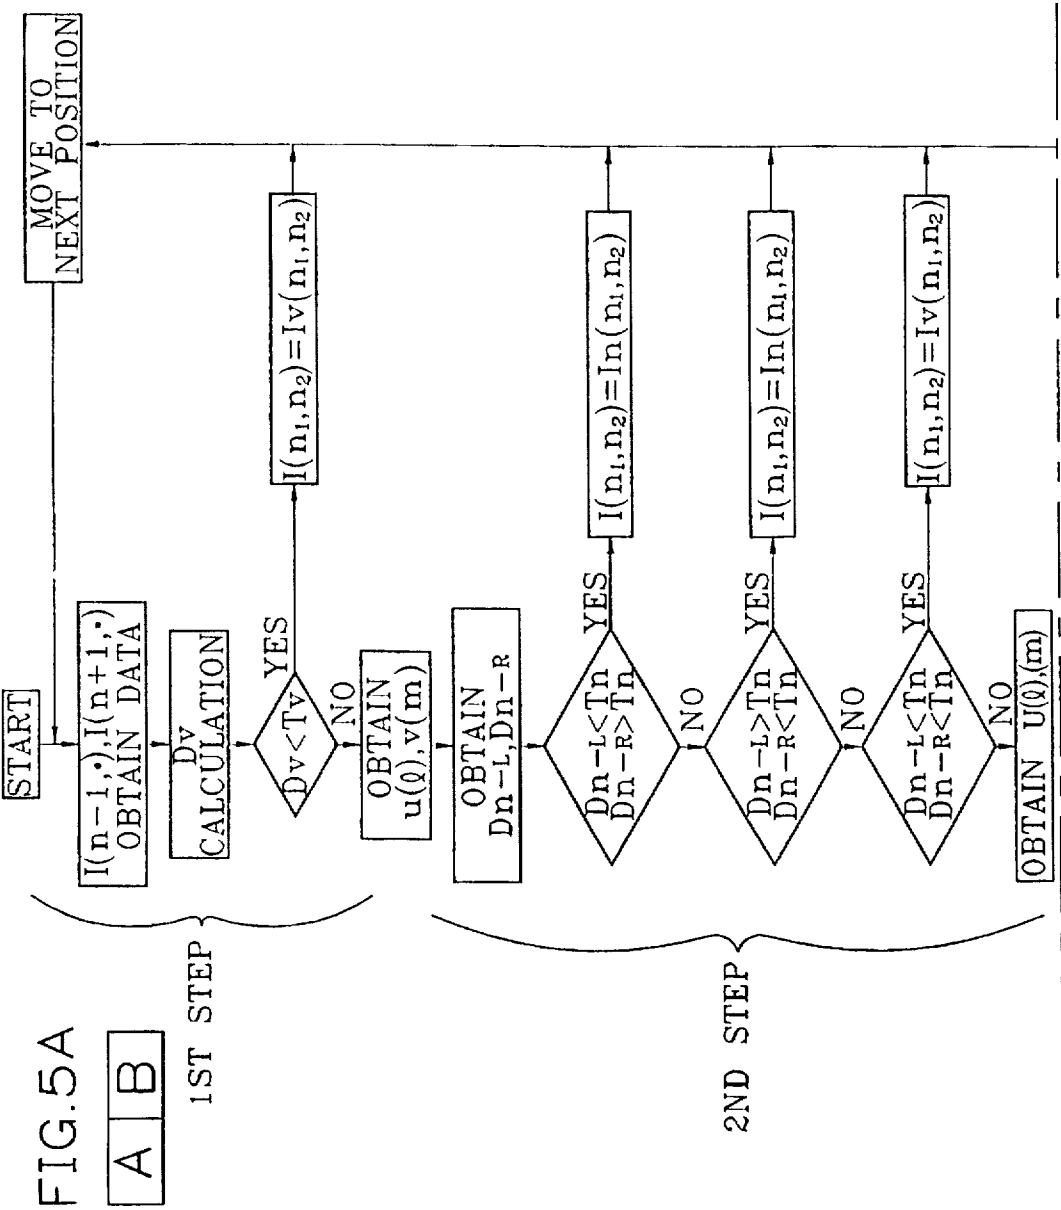 FIG.5A
A B
1ST STEP
START
I(n-1,•),I(n+1,•)
OBTAIN DATA
Dv
CALCULATION
Dv<Tv
YES
I(n₁,n₂)=Iv(n₁,n₂)
MOVE TO
NEXT POSITION
NO
OBTAIN
u(ℓ),v(m)
2ND STEP
OBTAIN
Dn-L,Dn-R
Dn-L<Tn
Dn-R>Tn
YES
I(n₁,n₂)=In(n₁,n₂)
NO
Dn-L>Tn
Dn-R<Tn
YES
I(n₁,n₂)=In(n₁,n₂)
NO
Dn-L<Tn
Dn-R<Tn
YES
I(n₁,n₂)=Iv(n₁,n₂)
NO
OBTAIN U(ℓ),(m)